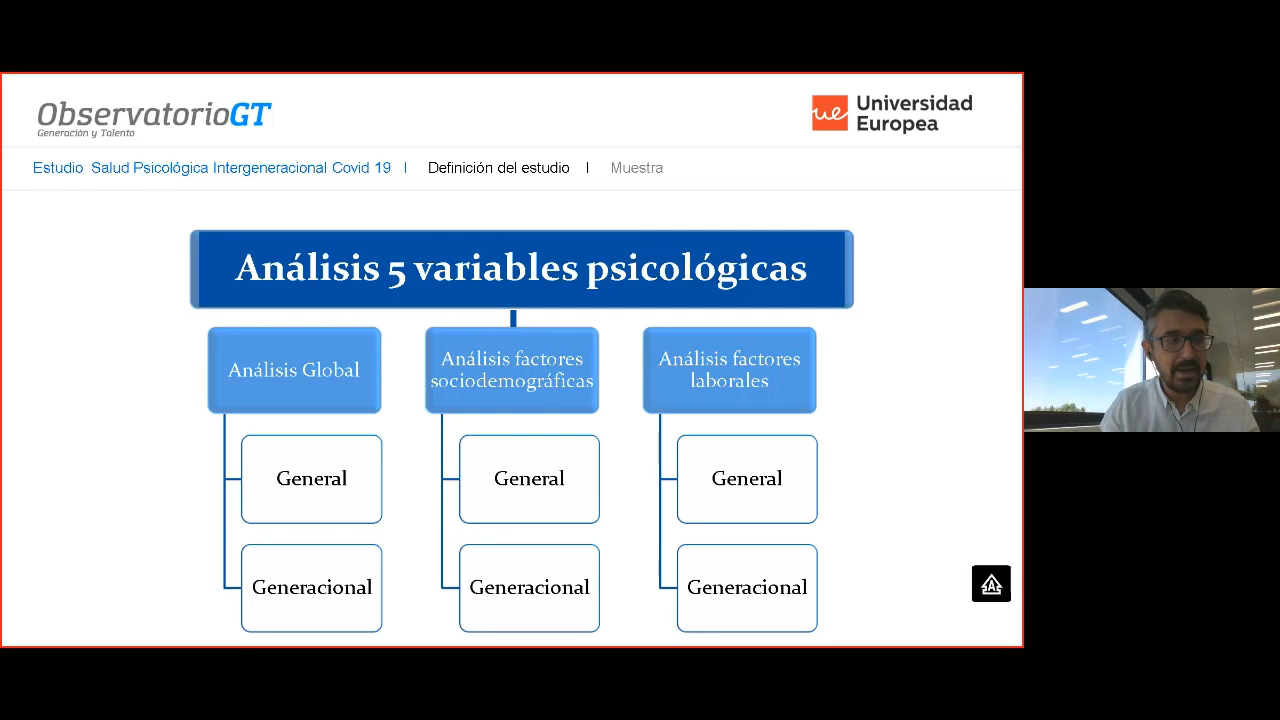 ObservatorioGT
Generación y Talento
ue Universidad
Europea
Estudio Salud Psicológica Intergeneracional Covid 19 | Definición del estudio | Muestra
Análisis 5 variables psicológicas
Análisis Global
Análisis factores
sociodemográficas
Análisis factores
laborales
General
General
General
Generacional
Generacional
Generacional
A